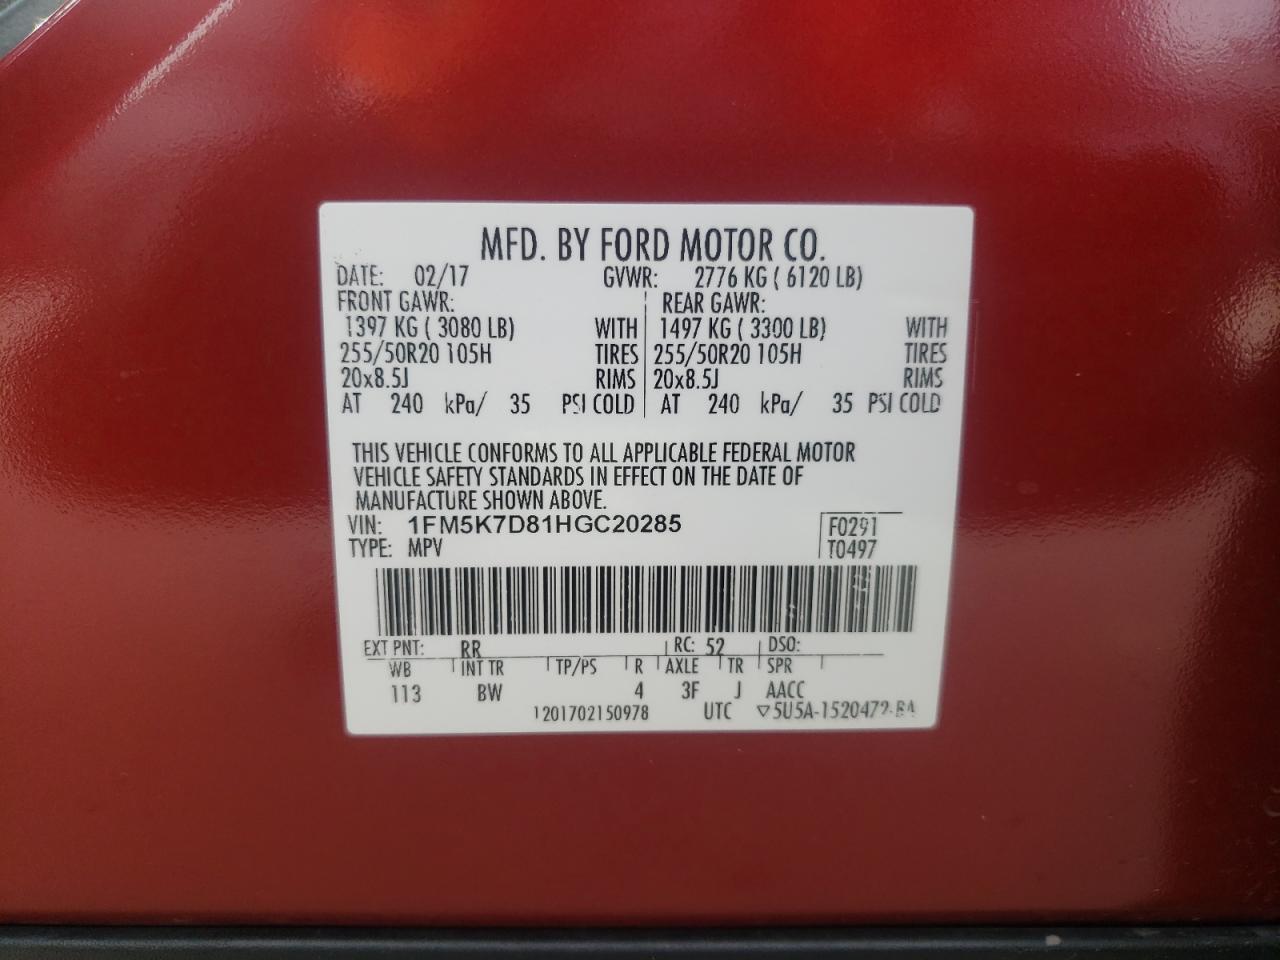 MFD. BY FORD MOTOR CO.
DATE: 02/17 GVWR: 2776 KG ( 6120 LB)
FRONT GAWR: REAR GAWR:
1397 KG ( 3080 LB) WITH 1497 KG ( 3300 LB) WITH
255/50R20 105H TIRES 255/50R20 105H TIRES
20x8.5J RIMS 20x8.5J RIMS
AT 240 kPa/ 35 PSI COLD AT 240 kPa/ 35 PSI COLD
THIS VEHICLE CONFORMS TO ALL APPLICABLE FEDERAL MOTOR
VEHICLE SAFETY STANDARDS IN EFFECT ON THE DATE OF
MANUFACTURE SHOWN ABOVE.
VIN: 1FM5K7D81HGC20285 F0291
TYPE: MPV T0497
EXT PNT: RR RC: 52 DSO:
WB INT TR TP/PS R AXLE TR SPR
113 BW 4 3F J AACC
1201702150978 UTC ▽5U5A-1520472-BA